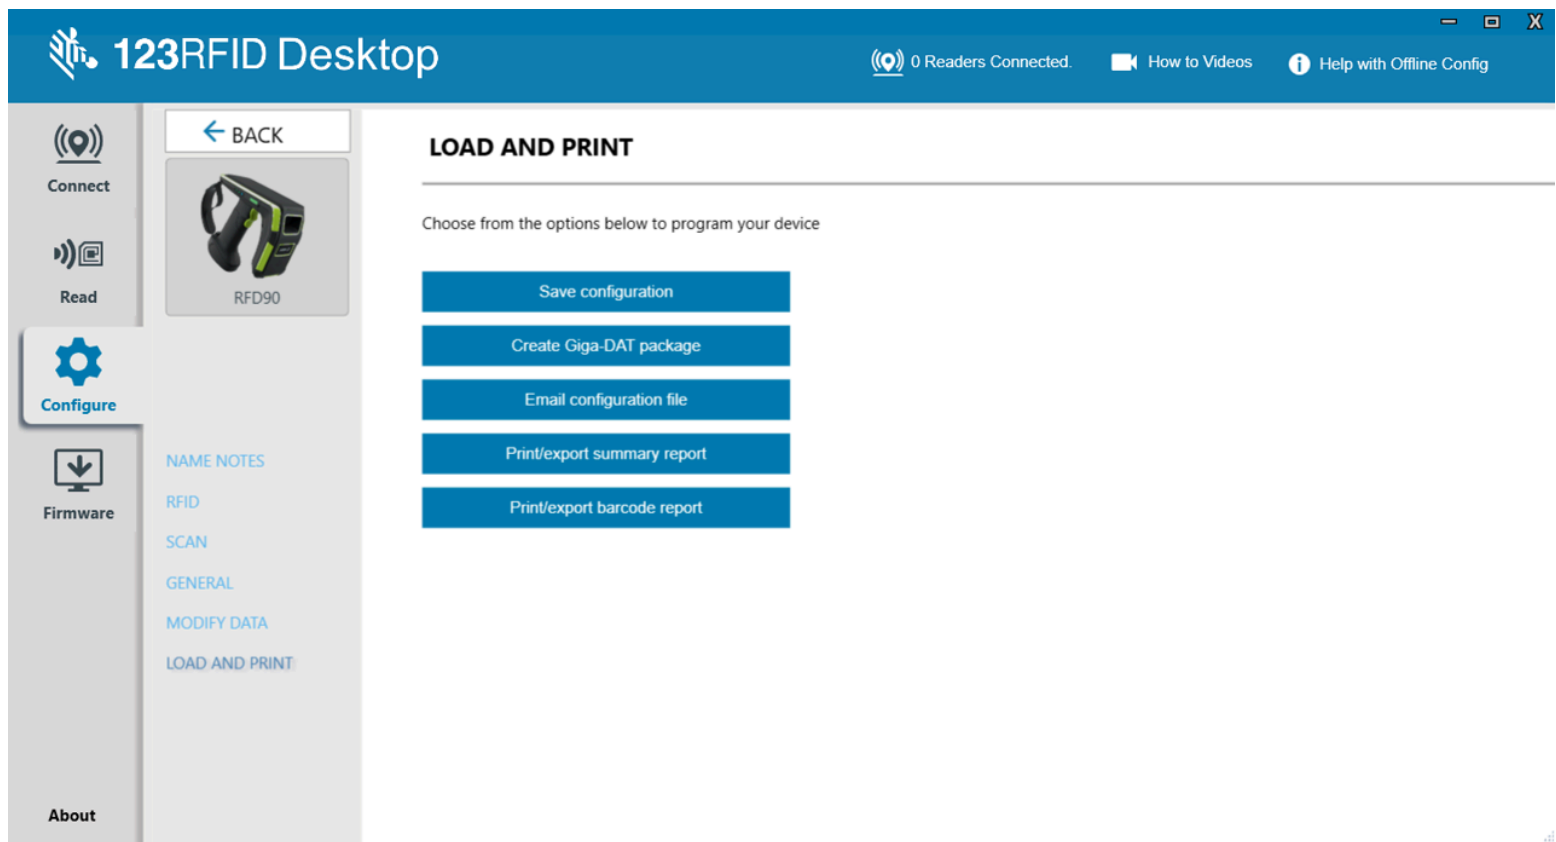 123RFID Desktop
X
0 Readers Connected.
How to Videos
Help with Offline Config
Connect
Read
Configure
Firmware
About
BACK
RFD90
NAME NOTES
RFID
SCAN
GENERAL
MODIFY DATA
LOAD AND PRINT
LOAD AND PRINT
Choose from the options below to program your device
Save configuration
Create Giga-DAT package
Email configuration file
Print/export summary report
Print/export barcode report